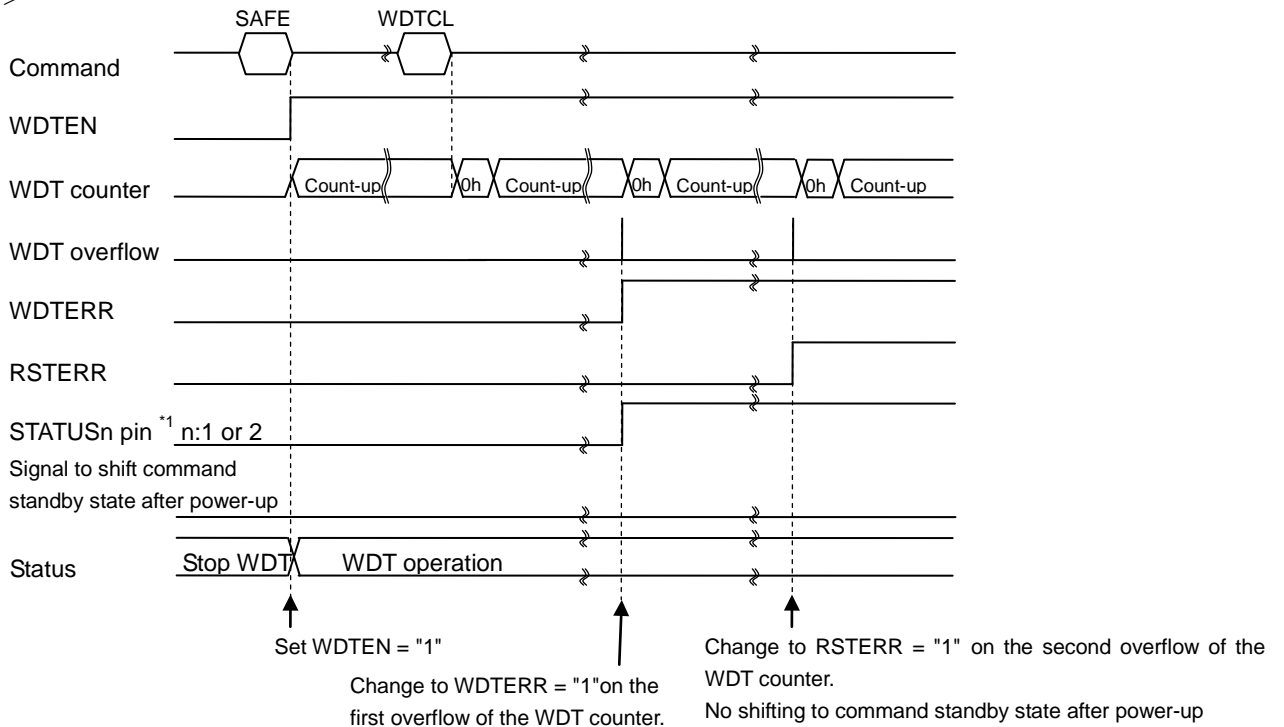 >
SAFE WDTCL
Command
WDTEN
WDT counter Count-up 0h Count-up 0h Count-up 0h Count-up
WDT overflow
WDTERR
RSTERR
STATUSn pin *1 n:1 or 2
Signal to shift command
standby state after power-up
Status Stop WDT WDT operation
Set WDTEN = "1"
Change to WDTERR = "1"on the
first overflow of the WDT counter.
Change to RSTERR = "1" on the second overflow of the
WDT counter.
No shifting to command standby state after power-up